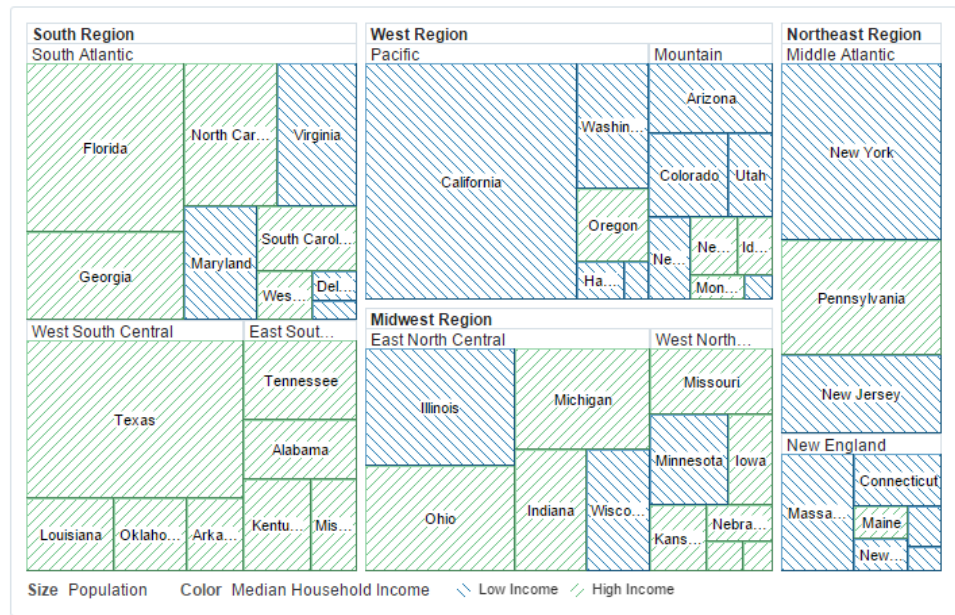 South Region
South Atlantic
Florida
North Car...
Virginia
Georgia
Maryland
South Carol...
Wes...
Del...
West South Central
East Sout...
Texas
Tennessee
Alabama
Louisiana
Oklaho...
Arka...
Kentu...
Mis...
West Region
Pacific
Mountain
California
Washin...
Oregon
Ha...
Arizona
Colorado
Utah
Ne...
Ne...
Id...
Mon...
Midwest Region
East North Central
West North...
Illinois
Michigan
Ohio
Indiana
Wisco...
Missouri
Minnesota
Iowa
Kans...
Nebra...
Northeast Region
Middle Atlantic
New York
Pennsylvania
New Jersey
New England
Massa...
Connecticut
Maine
New...
Size Population Color Median Household Income Low Income High Income